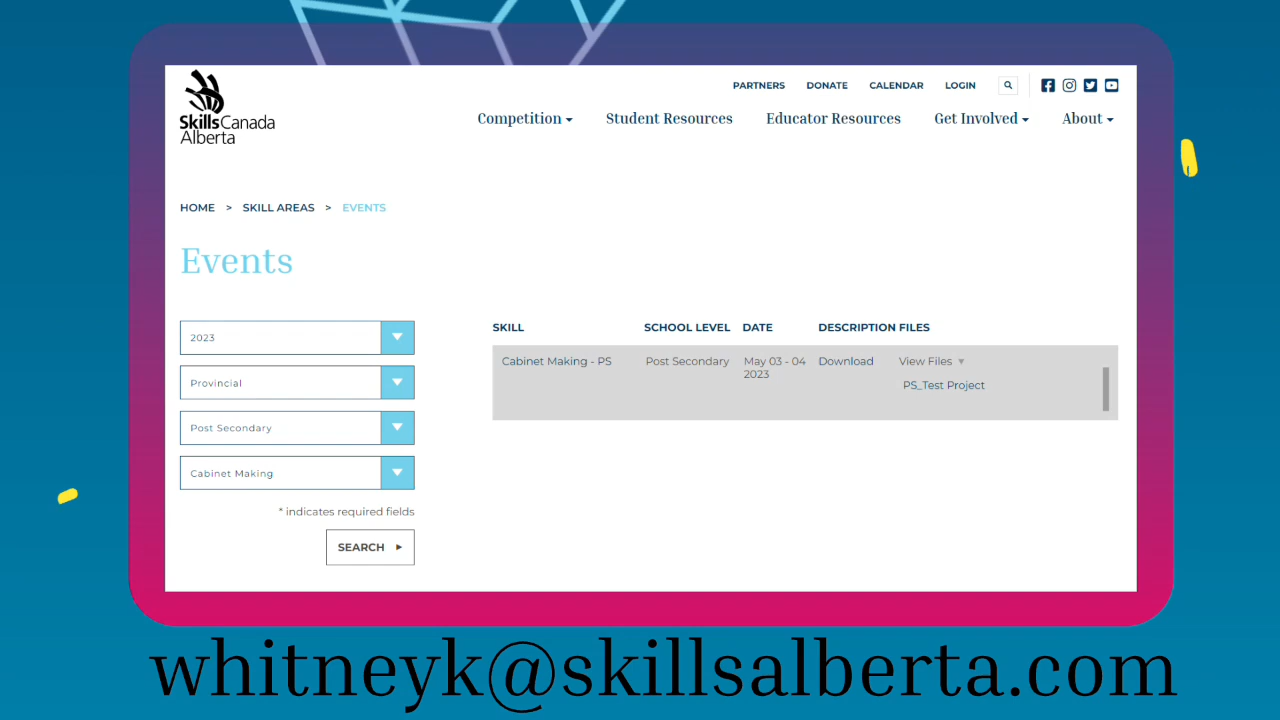 PARTNERS DONATE CALENDAR LOGIN
SkillsCanada
Alberta
Competition Student Resources Educator Resources Get Involved About
HOME > SKILL AREAS > EVENTS
Events
2023
Provincial
Post Secondary
Cabinet Making
* indicates required fields
SEARCH
SKILL SCHOOL LEVEL DATE DESCRIPTION FILES
Cabinet Making - PS Post Secondary May 03 - 04 Download View Files
2023
PS_Test Project
whitneyk@skillsalberta.com